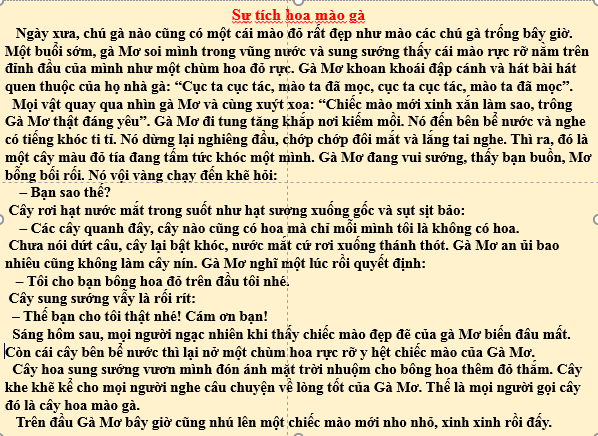 Sự tích hoa mào gà
Ngày xưa, chú gà nào cũng có một cái mào đỏ rất đẹp như mào các chú gà trống bây giờ.
Một buổi sớm, gà Mơ soi mình trong vũng nước và sung sướng thấy cái mào rực rỡ nằm trên
đỉnh đầu của mình như một chùm hoa đỏ rực. Gà Mơ khoan khoái đập cánh và hát bài hát
quen thuộc của họ nhà gà: “Cục ta cục tác, mào ta đã mọc, cục ta cục tác, mào ta đã mọc”.
Mọi vật quay qua nhìn gà Mơ và cùng xuýt xoa: “Chiếc mào mới xinh xắn làm sao, trông
Gà Mơ thật đáng yêu”. Gà Mơ đi tung tăng khắp nơi kiếm mồi. Nó đến bên bể nước và nghe
có tiếng khóc ti tỉ. Nó dừng lại nghiêng đầu, chớp chớp đôi mắt và lắng tai nghe. Thì ra, đó là
một cây màu đỏ tía đang tấm tức khóc một mình. Gà Mơ đang vui sướng, thấy bạn buồn, Mơ
bỗng bối rối. Nó vội vàng chạy đến khẽ hỏi:
– Bạn sao thế?
Cây rơi hạt nước mắt trong suốt như hạt sương xuống gốc và sụt sịt bảo:
– Các cây quanh đây, cây nào cũng có hoa mà chỉ mỗi mình tôi là không có hoa.
Chưa nói dứt câu, cây lại bật khóc, nước mắt cứ rơi xuống thánh thót. Gà Mơ an ủi bao
nhiêu cũng không làm cây nín. Gà Mơ nghĩ một lúc rồi quyết định:
– Tôi cho bạn bông hoa đỏ trên đầu tôi nhé.
Cây sung sướng vẫy lá rối rít:
– Thế bạn cho tôi thật nhé! Cám ơn bạn!
Sáng hôm sau, mọi người ngạc nhiên khi thấy chiếc mào đẹp đẽ của gà Mơ biến đâu mất.
Còn cái cây bên bể nước thì lại nở một chùm hoa rực rỡ y hệt chiếc mào của Gà Mơ.
Cây hoa sung sướng vươn mình đón ánh mặt trời nhuộm cho bông hoa thêm đỏ thắm. Cây
khe khẽ kể cho mọi người nghe câu chuyện về lòng tốt của Gà Mơ. Thế là mọi người gọi cây
đó là cây hoa mào gà.
Trên đầu Gà Mơ bây giờ cũng nhú lên một chiếc mào mới nho nhỏ, xinh xinh rồi đấy.